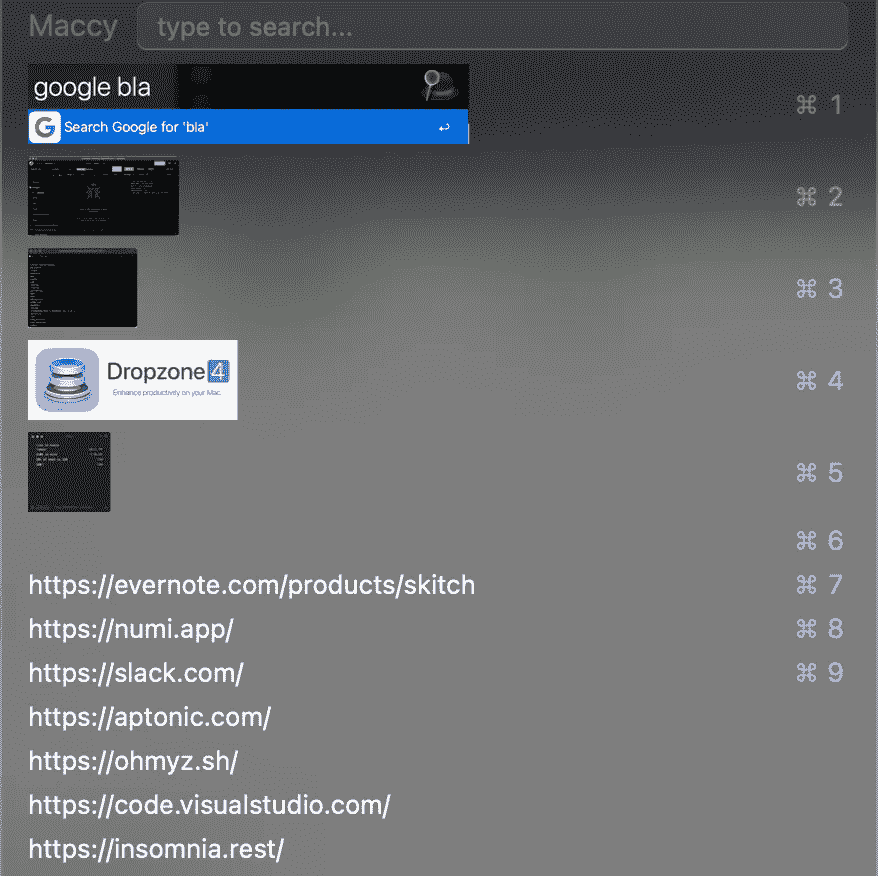 Maccy type to search...
google bla
⌘ 1
Search Google for 'bla' ↩
⌘ 2
⌘ 3
Dropzone 4
Enhance productivity on your Mac.
⌘ 4
⌘ 5
⌘ 6
https://evernote.com/products/skitch ⌘ 7
https://numi.app/ ⌘ 8
https://slack.com/ ⌘ 9
https://aptonic.com/
https://ohmyz.sh/
https://code.visualstudio.com/
https://insomnia.rest/